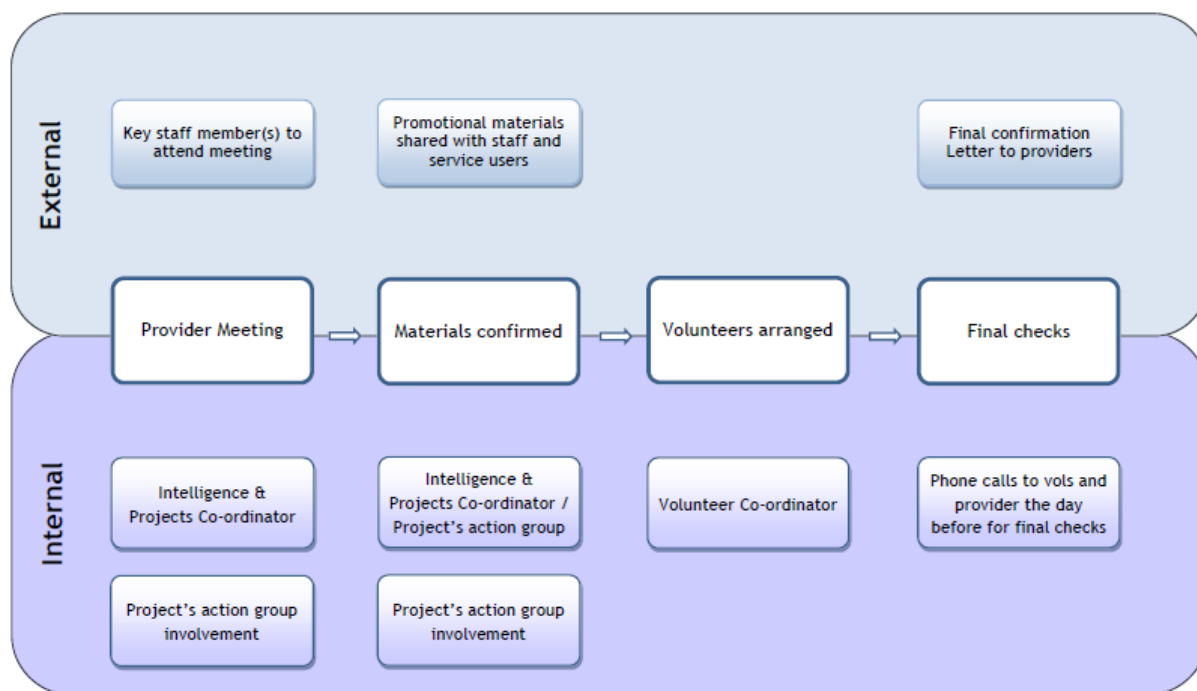 External
Key staff member(s) to
attend meeting
Promotional materials
shared with staff and
service users
Final confirmation
Letter to providers
Provider Meeting
Materials confirmed
Volunteers arranged
Final checks
Internal
Intelligence &
Projects Co-ordinator
Intelligence &
Projects Co-ordinator /
Project’s action group
Volunteer Co-ordinator
Phone calls to vols and
provider the day
before for final checks
Project’s action group
involvement
Project’s action group
involvement